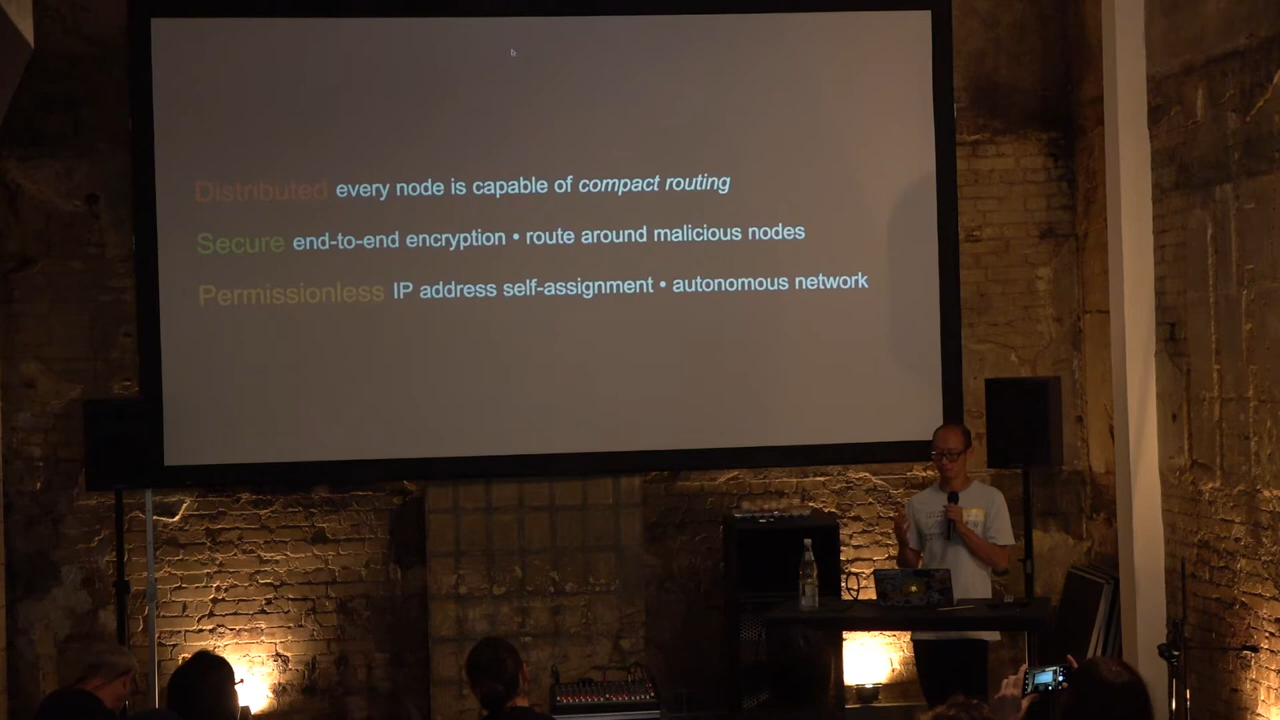 Distributed every node is capable of compact routing
Secure end-to-end encryption • route around malicious nodes
Permissionless IP address self-assignment • autonomous network